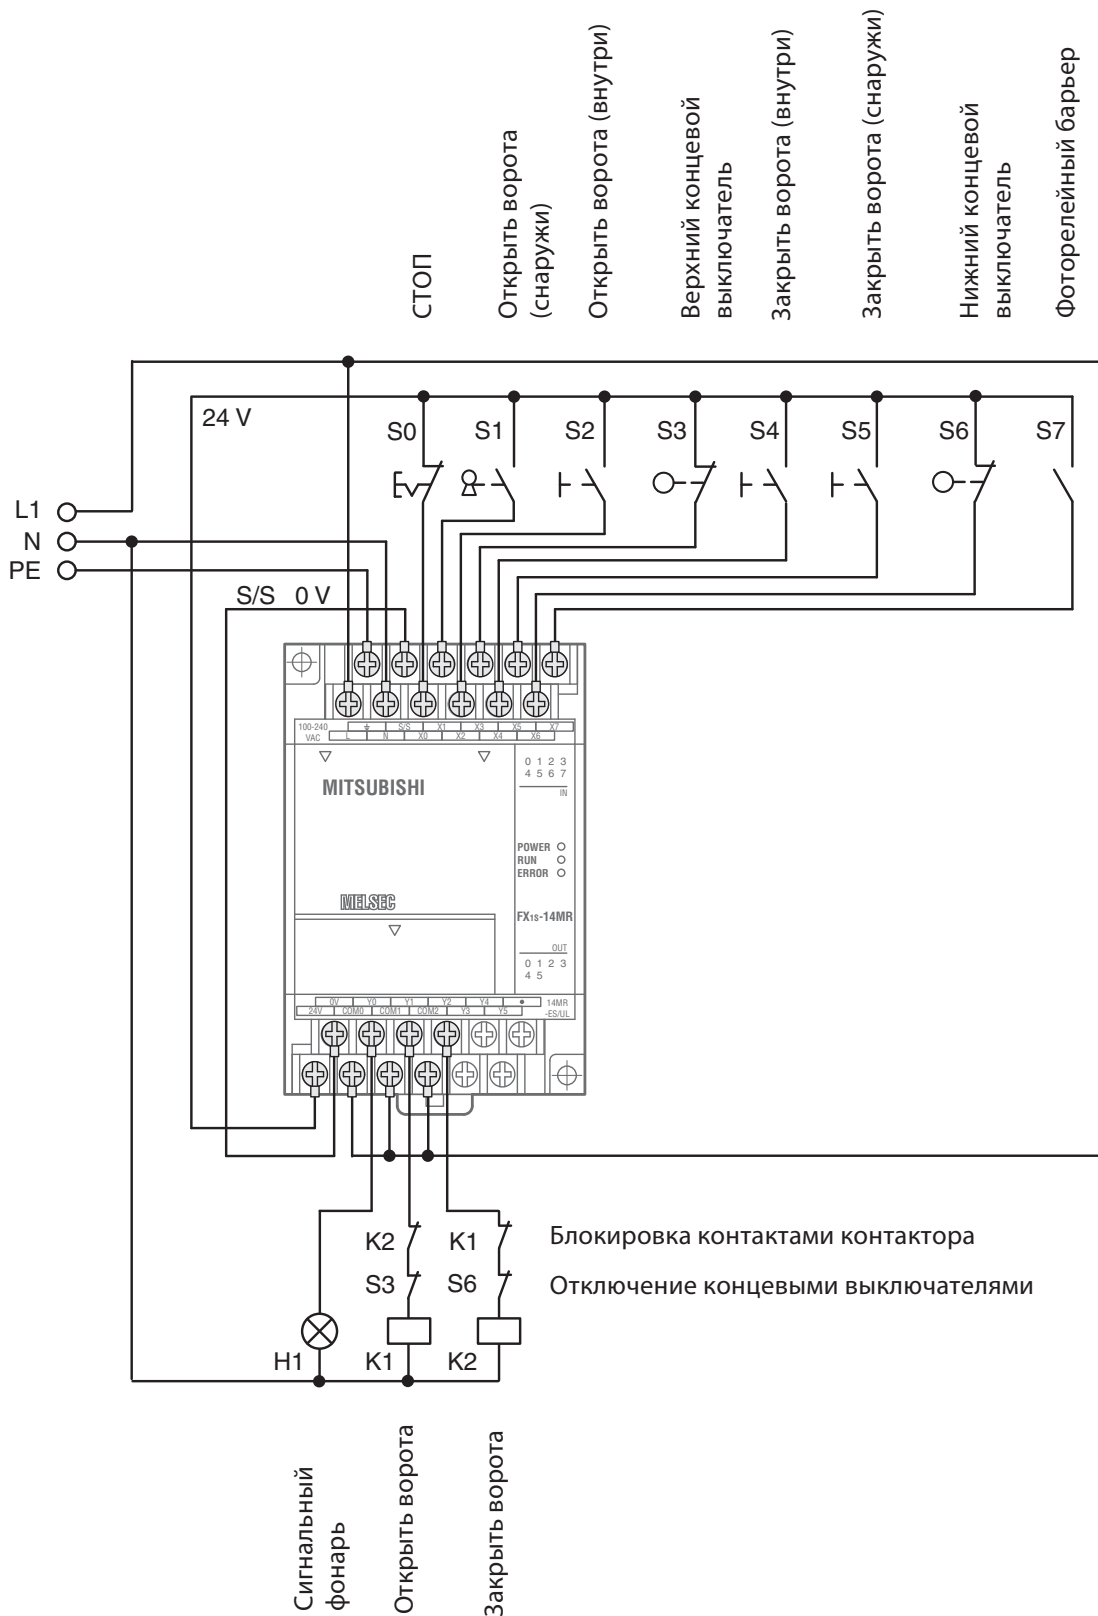 СТОП
Открыть ворота
(снаружи)
Открыть ворота (внутри)
Верхний концевой
выключатель
Закрыть ворота (внутри)
Закрыть ворота (снаружи)
Нижний концевой
выключатель
Фоторелейный барьер
24 V
S0
S1
S2
S3
S4
S5
S6
S7
L1
N
PE
S/S 0 V
100-240
VAC
S/S X1 X3 X5 X7
L N X0 X2 X4 X6
MITSUBISHI
0 1 2 3
4 5 6 7
IN
POWER
RUN
ERROR
MELSEC
FX1S-14MR
OUT
0 1 2 3
4 5
0V Y0 Y1 Y2 Y4
24V COM0 COM1 COM2 Y3 Y5
14MR
-ES/UL
K2
K1
Блокировка контактами контактора
S3
S6
Отключение концевыми выключателями
H1
K1
K2
Сигнальный
фонарь
Открыть ворота
Закрыть ворота